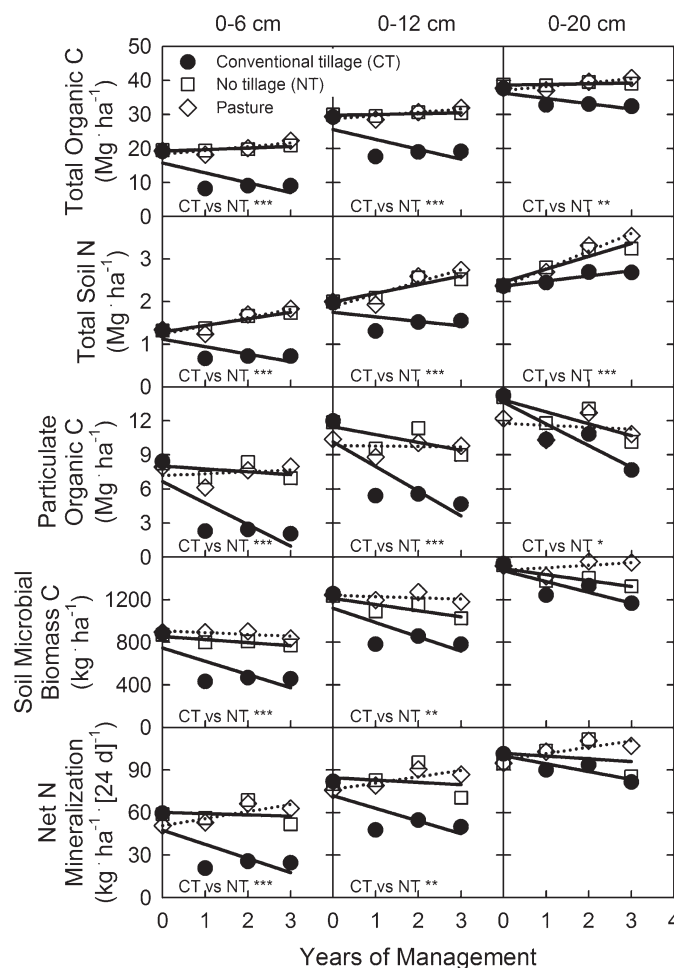 0-6 cm 0-12 cm 0-20 cm
50
40
30
20
10
0
Total Organic C
(Mg · ha⁻¹)
Conventional tillage (CT)
No tillage (NT)
Pasture
CT vs NT *** CT vs NT *** CT vs NT **
3
2
1
0
Total Soil N
(Mg · ha⁻¹)
CT vs NT *** CT vs NT *** CT vs NT ***
12
9
6
3
0
Particulate
Organic C
(Mg · ha⁻¹)
CT vs NT *** CT vs NT *** CT vs NT *
1200
800
400
0
Soil Microbial
Biomass C
(kg · ha⁻¹)
CT vs NT *** CT vs NT **
90
60
30
0
Net N
Mineralization
(kg · ha⁻¹ · [24 d]⁻¹)
CT vs NT *** CT vs NT **
0 1 2 3 0 1 2 3 0 1 2 3 4
Years of Management